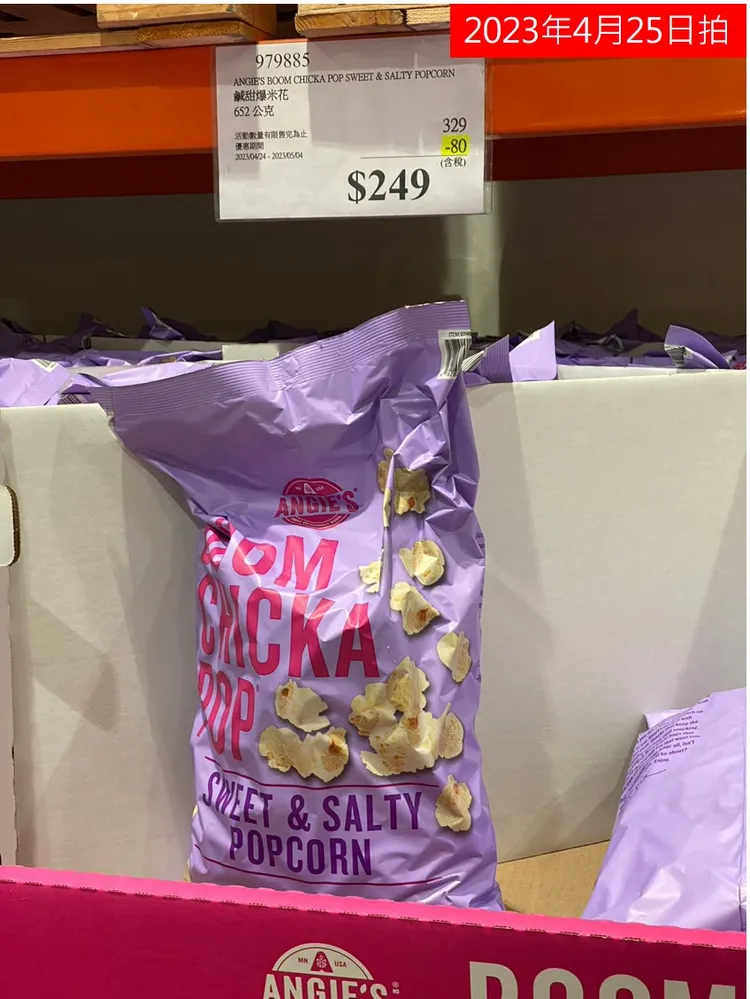 2023年4月25日拍
979885
ANGIE'S BOOM CHICKA POP SWEET & SALTY POPCORN
鹹甜爆米花
652 公克
活動數量有限售完為止
優惠期間
2023/04/24 - 2023/05/04
329
-80
(含稅)
$249
ANGIE'S
BOOM
CHICKA
POP
SWEET & SALTY
POPCORN
MN USA
ANGIE'S
BOOM